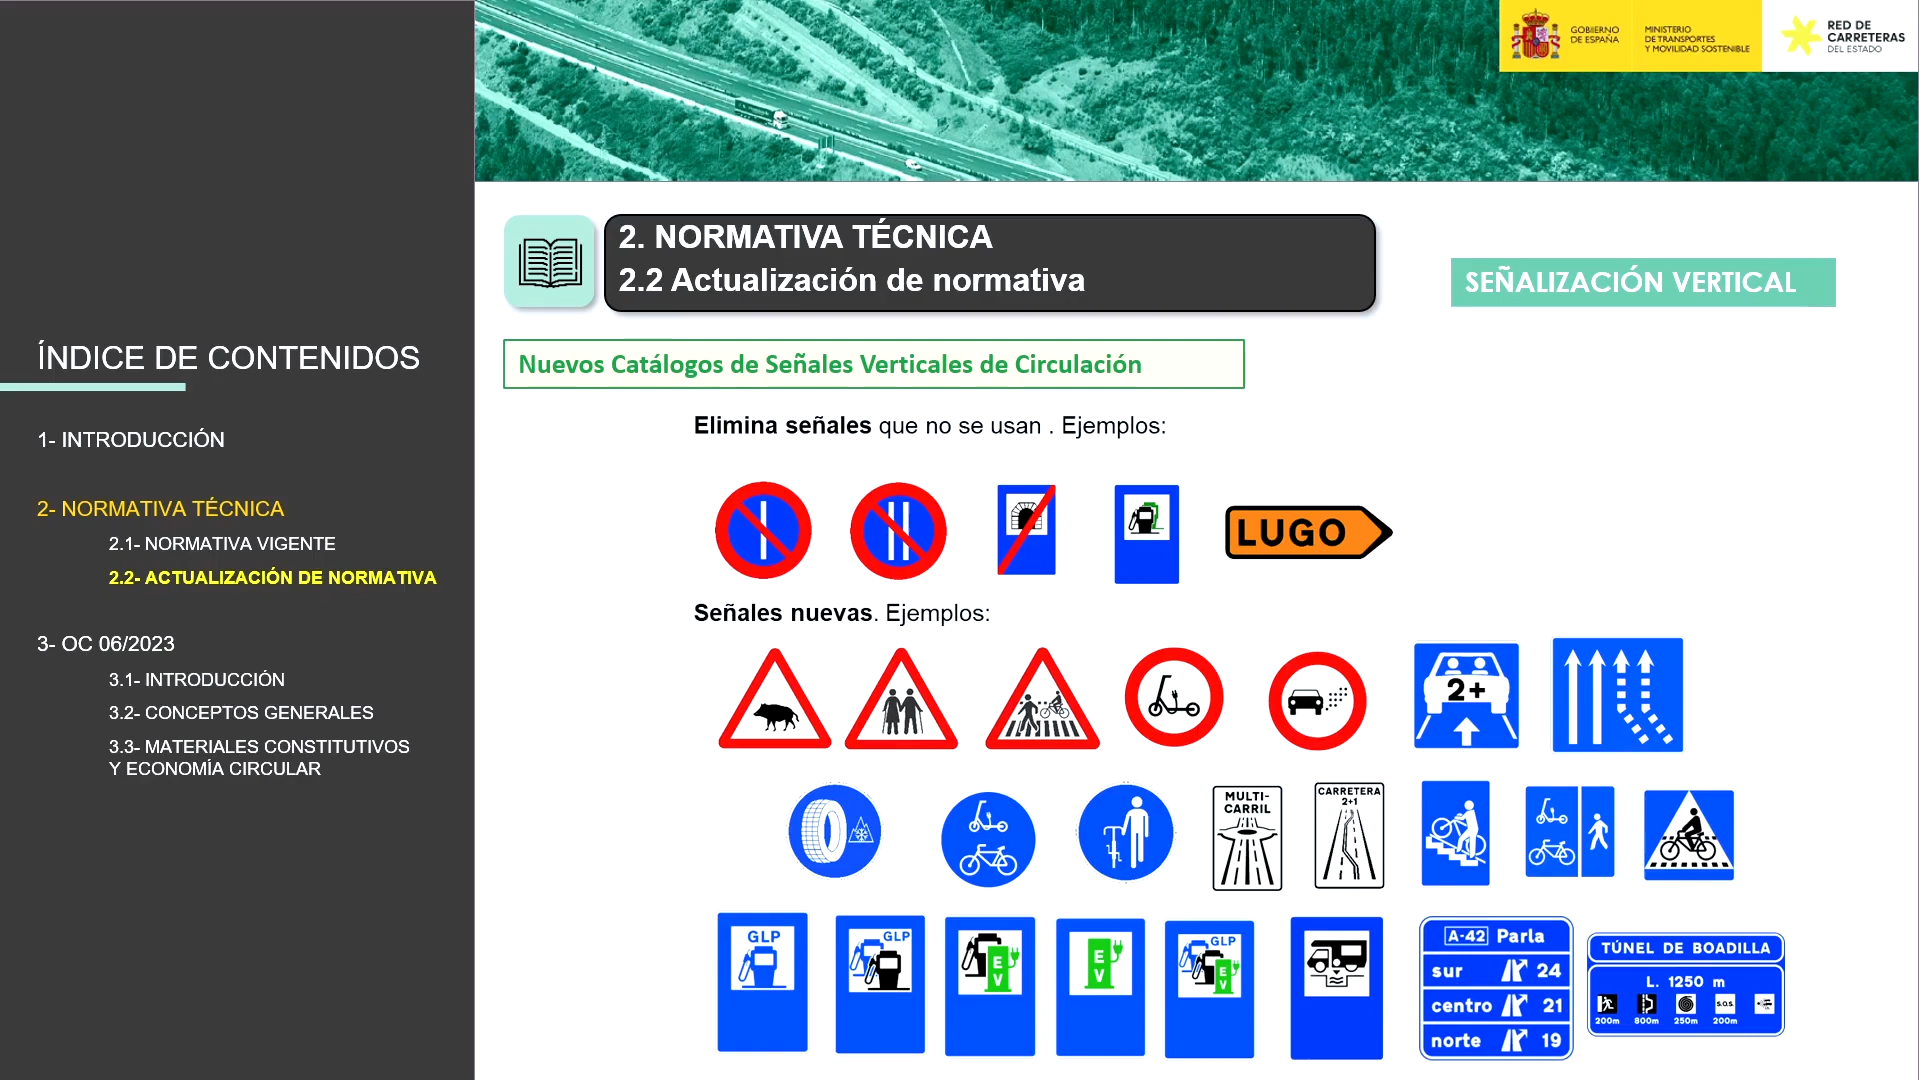 GOBIERNO
DE ESPAÑA
MINISTERIO
DE TRANSPORTES
Y MOVILIDAD SOSTENIBLE
RED DE
CARRETERAS
DEL ESTADO
ÍNDICE DE CONTENIDOS
1- INTRODUCCIÓN
2- NORMATIVA TÉCNICA
2.1- NORMATIVA VIGENTE
2.2- ACTUALIZACIÓN DE NORMATIVA
3- OC 06/2023
3.1- INTRODUCCIÓN
3.2- CONCEPTOS GENERALES
3.3- MATERIALES CONSTITUTIVOS
Y ECONOMÍA CIRCULAR
2. NORMATIVA TÉCNICA
2.2 Actualización de normativa
SEÑALIZACIÓN VERTICAL
Nuevos Catálogos de Señales Verticales de Circulación
Elimina señales que no se usan . Ejemplos:
LUGO
Señales nuevas. Ejemplos:
2+
MULTI-
CARRIL
CARRETERA
2+1
GLP
GLP
E
V
E
V
GLP
E
V
A-42 Parla
sur 24
centro 21
norte 19
TÚNEL DE BOADILLA
L. 1250 m
S.O.S.
200m 800m 250m 200m